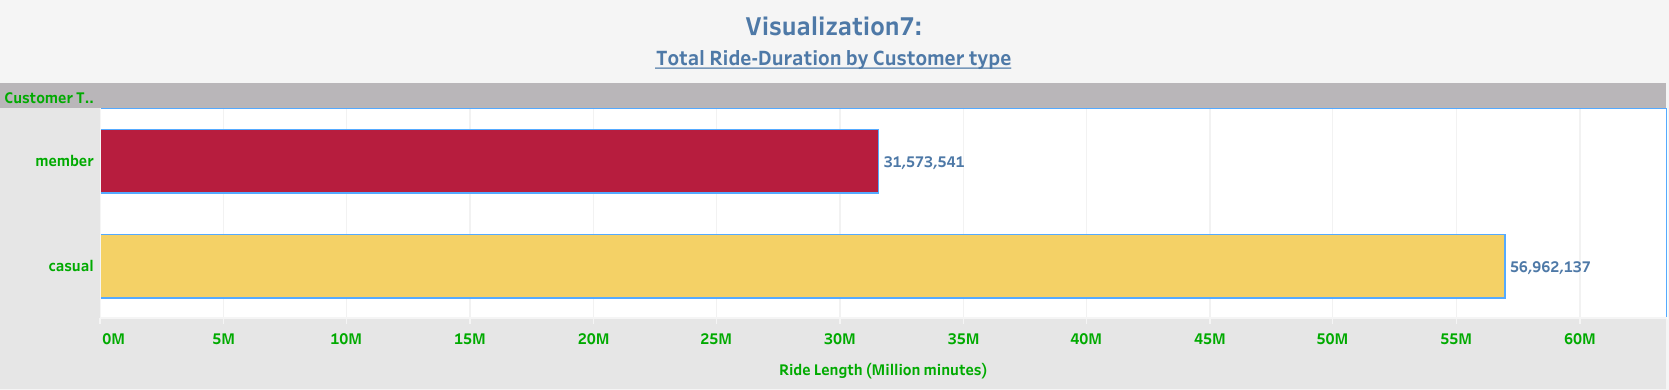 Visualization7:
Total Ride-Duration by Customer type
Customer T..
member
31,573,541
casual
56,962,137
0M 5M 10M 15M 20M 25M 30M 35M 40M 45M 50M 55M 60M
Ride Length (Million minutes)